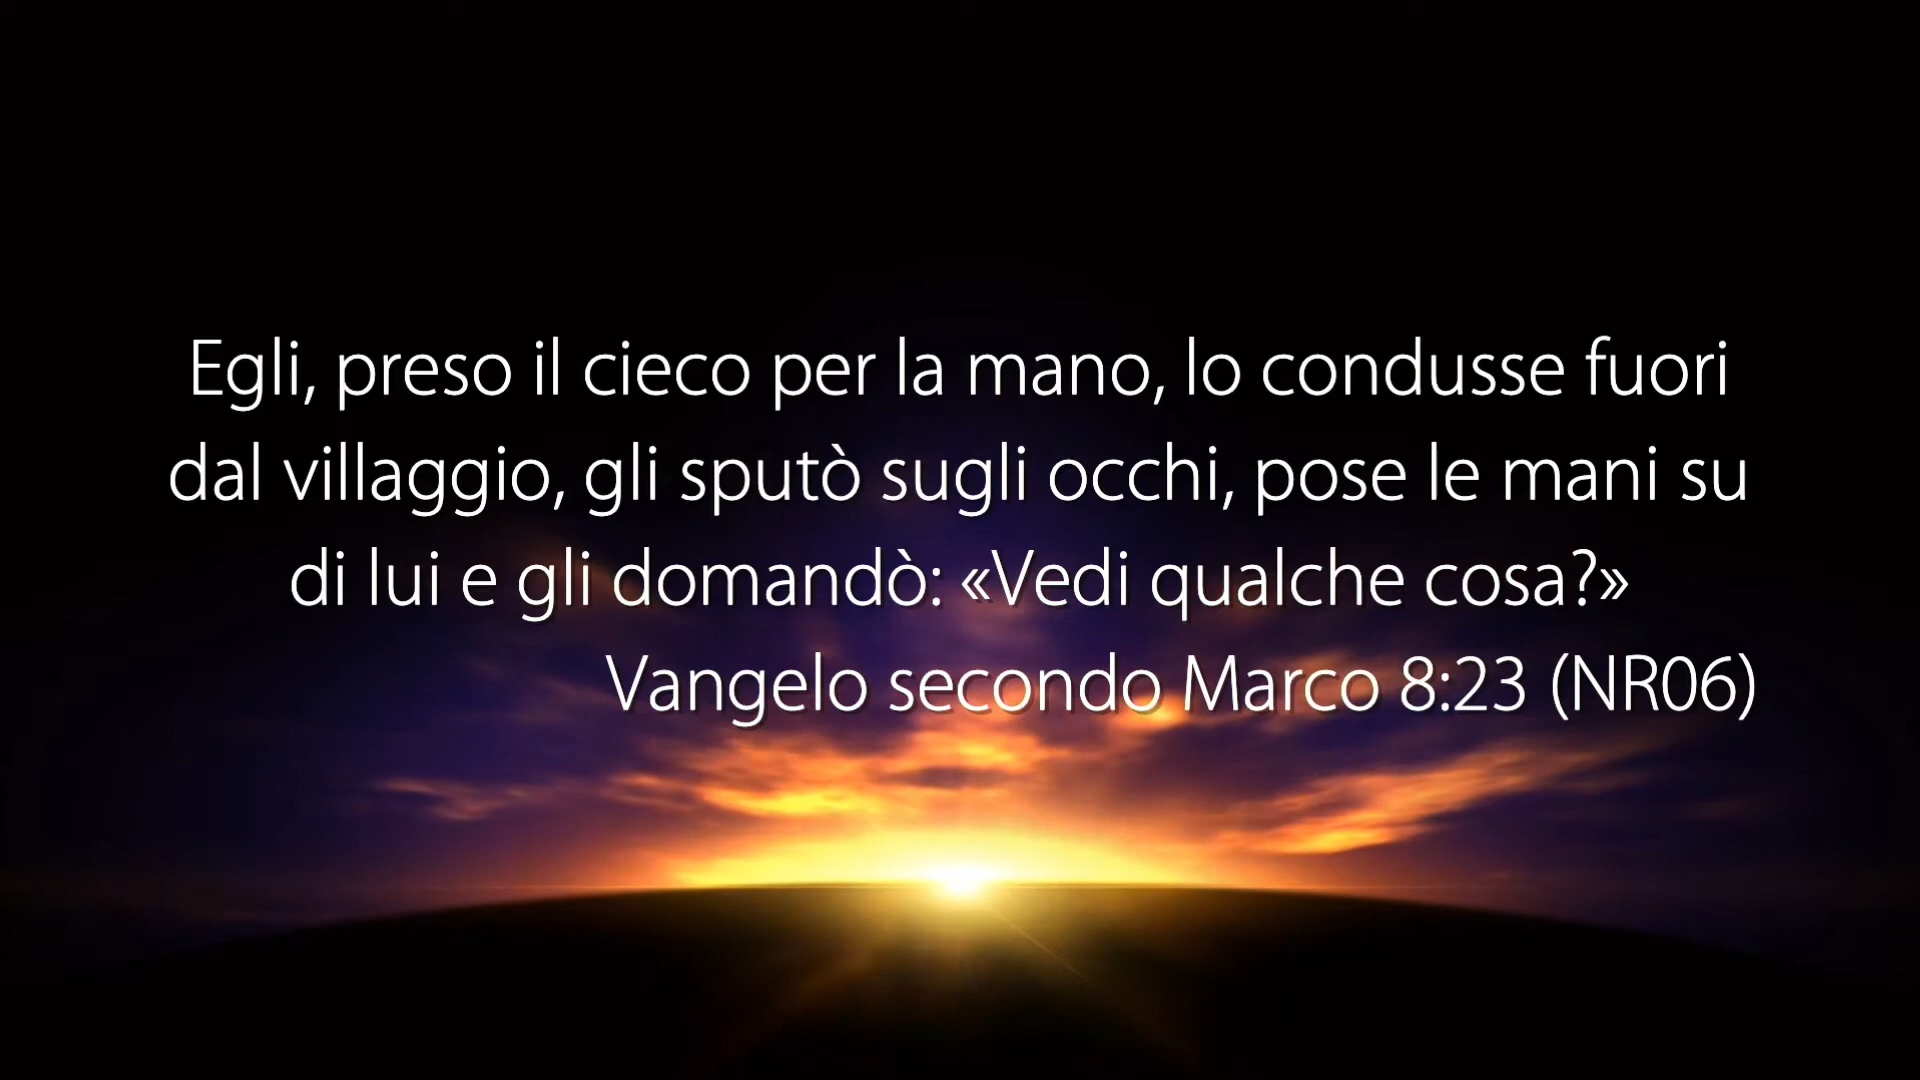 Egli, preso il cieco per la mano, lo condusse fuori
dal villaggio, gli sputò sugli occhi, pose le mani su
di lui e gli domandò: «Vedi qualche cosa?»
Vangelo secondo Marco 8:23 (NR06)